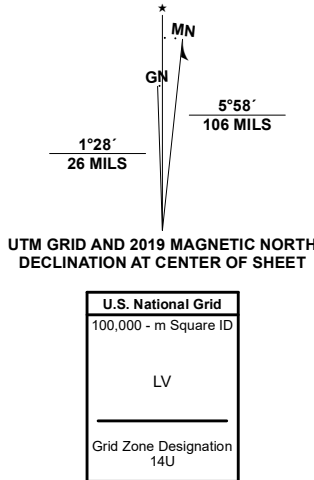 ★
MN
GN
5°58´
106 MILS
1°28´
26 MILS
UTM GRID AND 2019 MAGNETIC NORTH
DECLINATION AT CENTER OF SHEET
U.S. National Grid
100,000 - m Square ID
LV
Grid Zone Designation
14U